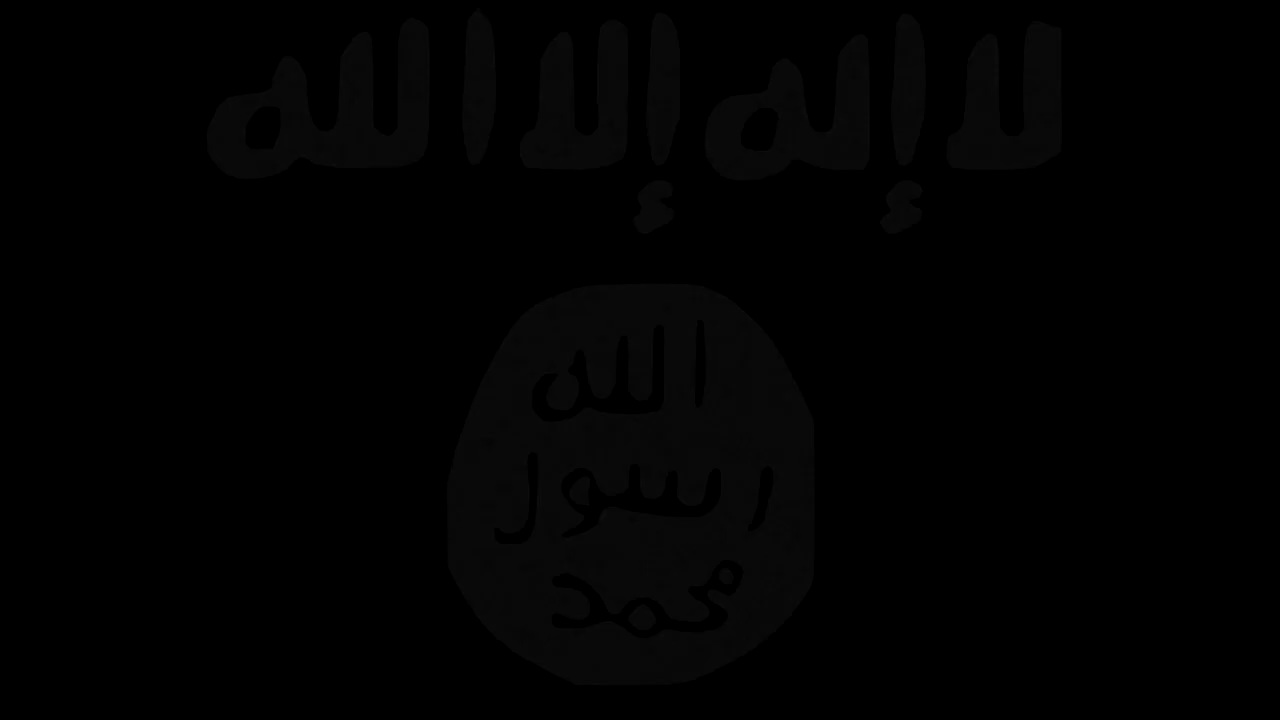 لا إله إلا الله
الله
رسول
محمد